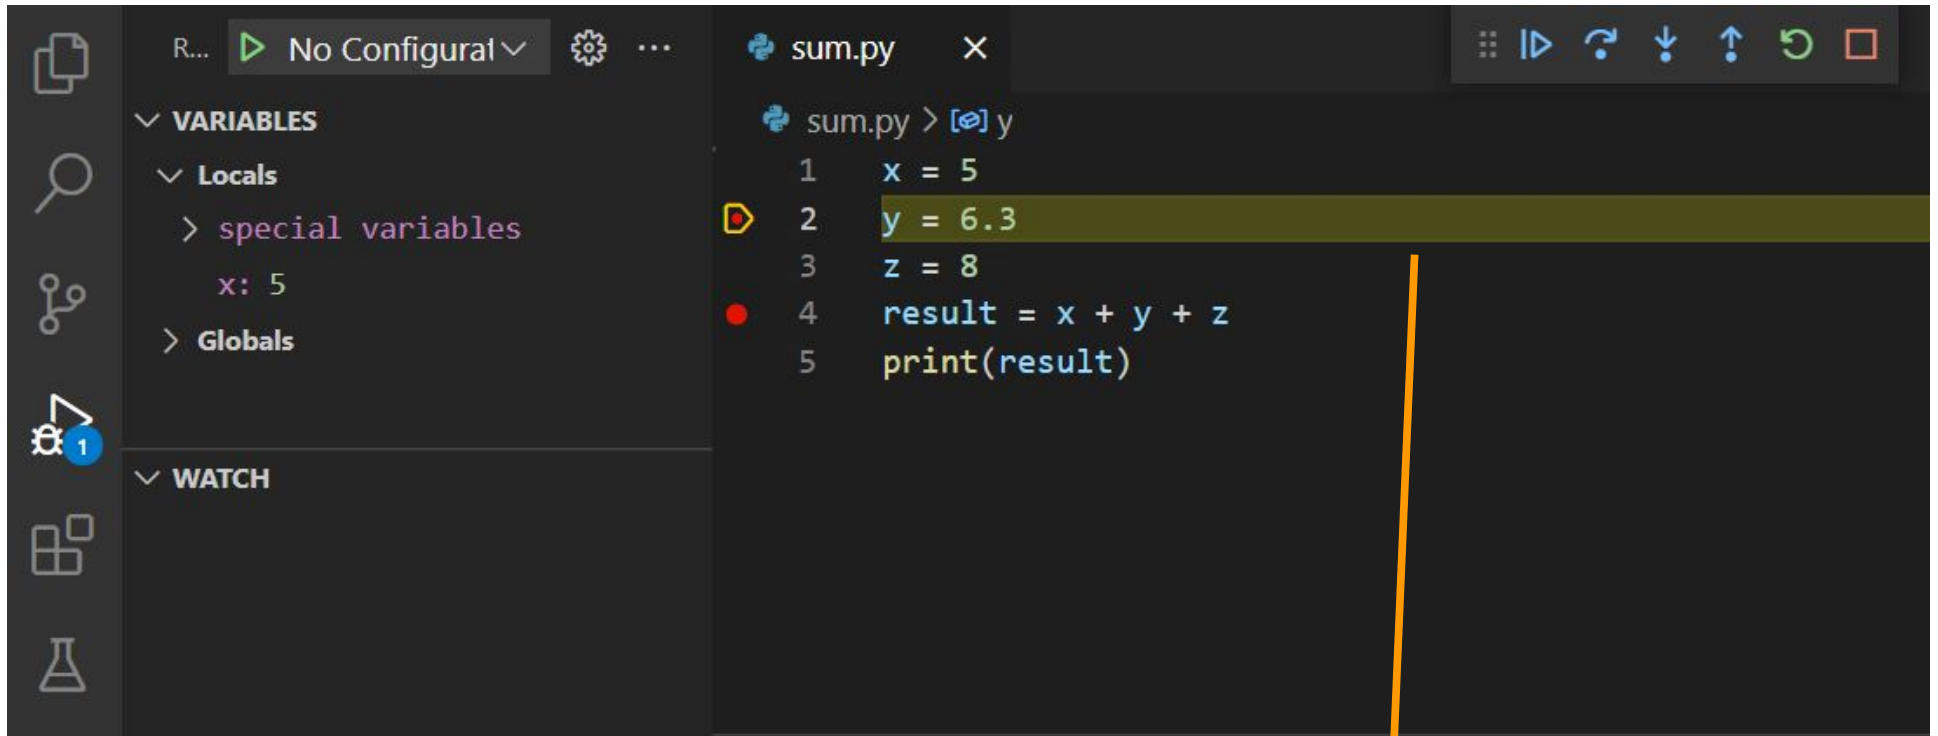 R... No Configurat
VARIABLES
Locals
special variables
x: 5
Globals
1
WATCH
sum.py
sum.py > y
1 x = 5
2 y = 6.3
3 z = 8
4 result = x + y + z
5 print(result)